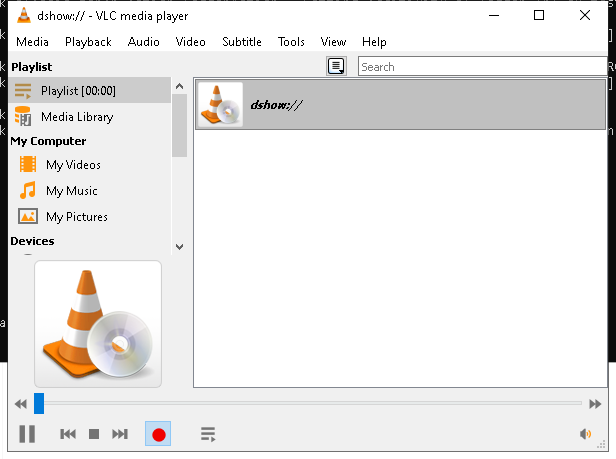 dshow:// - VLC media player
Media Playback Audio Video Subtitle Tools View Help
Playlist
Search
Playlist [00:00]
dshow://
Media Library
My Computer
My Videos
My Music
My Pictures
Devices